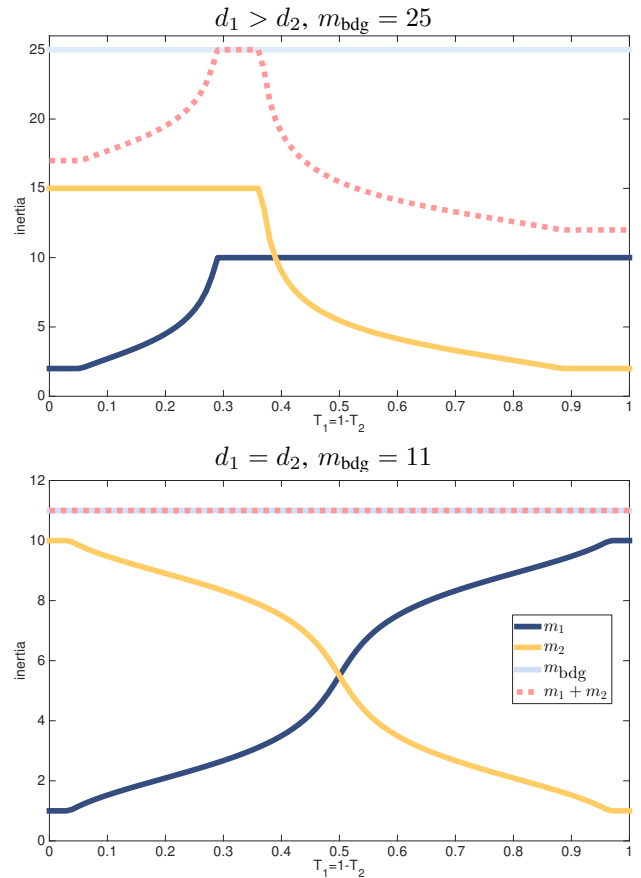 d₁ > d₂, m_bdg = 25
25
20
15
10
5
0
inertia
0 0.1 0.2 0.3 0.4 0.5 0.6 0.7 0.8 0.9 1
T₁=1-T₂
d₁ = d₂, m_bdg = 11
12
10
8
6
4
2
0
inertia
m₁
m₂
m_bdg
m₁ + m₂
0 0.1 0.2 0.3 0.4 0.5 0.6 0.7 0.8 0.9 1
T₁=1-T₂